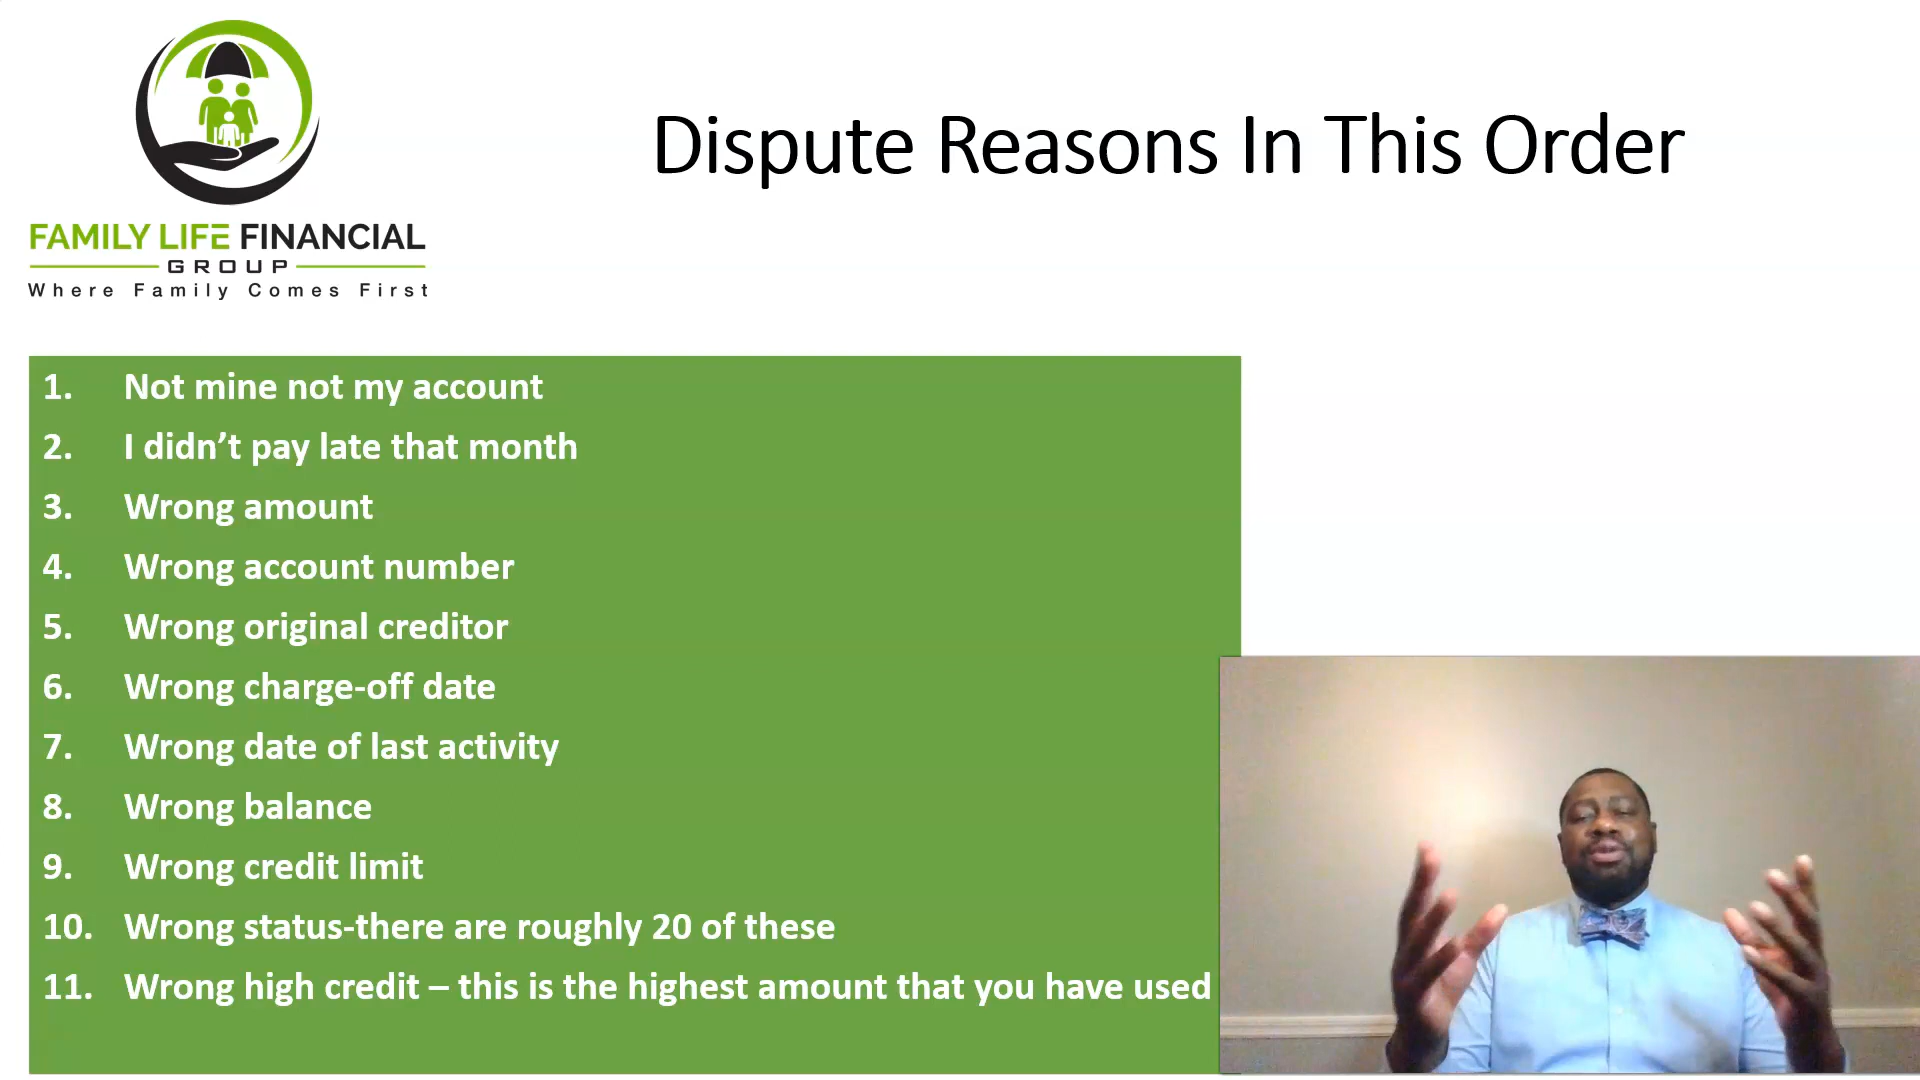 FAMILY LIFE FINANCIAL
GROUP
Where Family Comes First
Dispute Reasons In This Order
1. Not mine not my account
2. I didn’t pay late that month
3. Wrong amount
4. Wrong account number
5. Wrong original creditor
6. Wrong charge-off date
7. Wrong date of last activity
8. Wrong balance
9. Wrong credit limit
10. Wrong status-there are roughly 20 of these
11. Wrong high credit – this is the highest amount that you have used